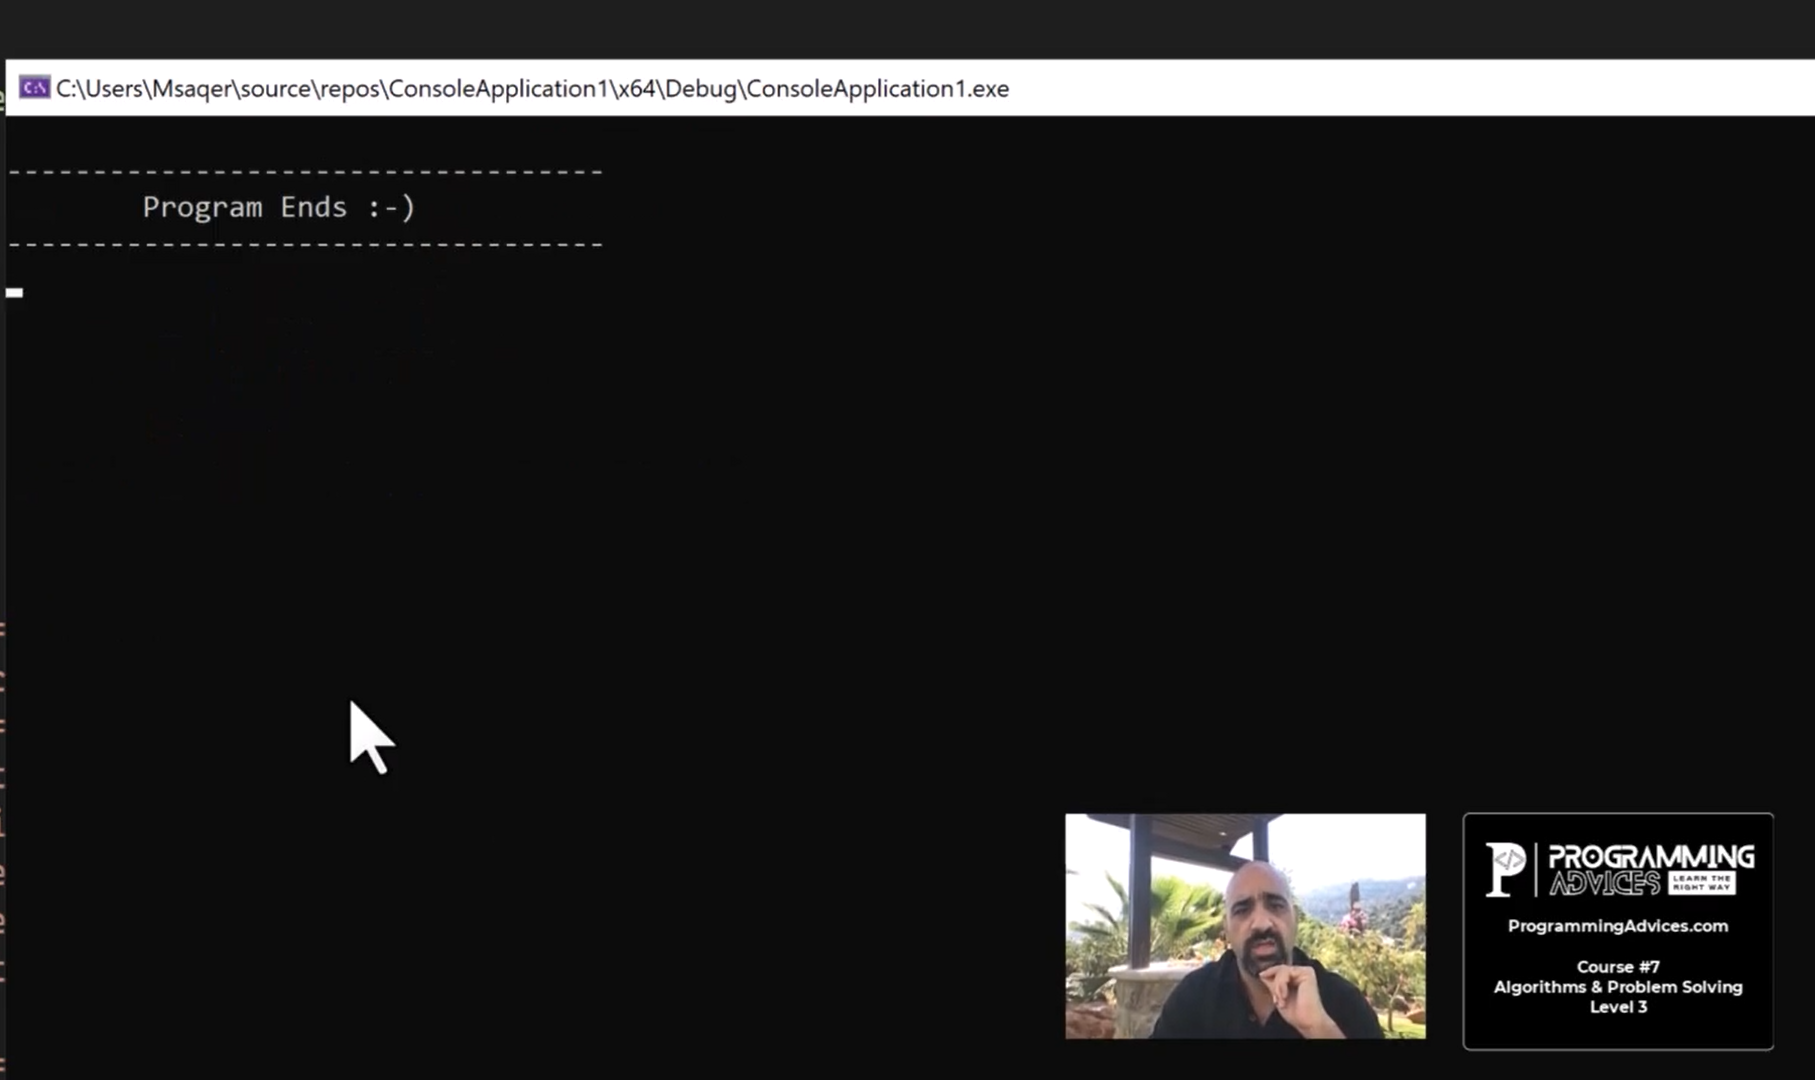 C:\Users\Msaqer\source\repos\ConsoleApplication1\x64\Debug\ConsoleApplication1.exe
---------------------------------
Program Ends :-)
---------------------------------
P </> PROGRAMMING
ADVICES LEARN THE RIGHT WAY
ProgrammingAdvices.com
Course #7
Algorithms & Problem Solving
Level 3